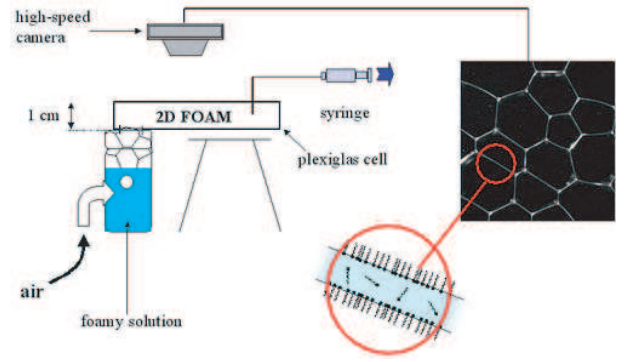 high-speed
camera
1 cm
2D FOAM
syringe
plexiglas cell
air
foamy solution